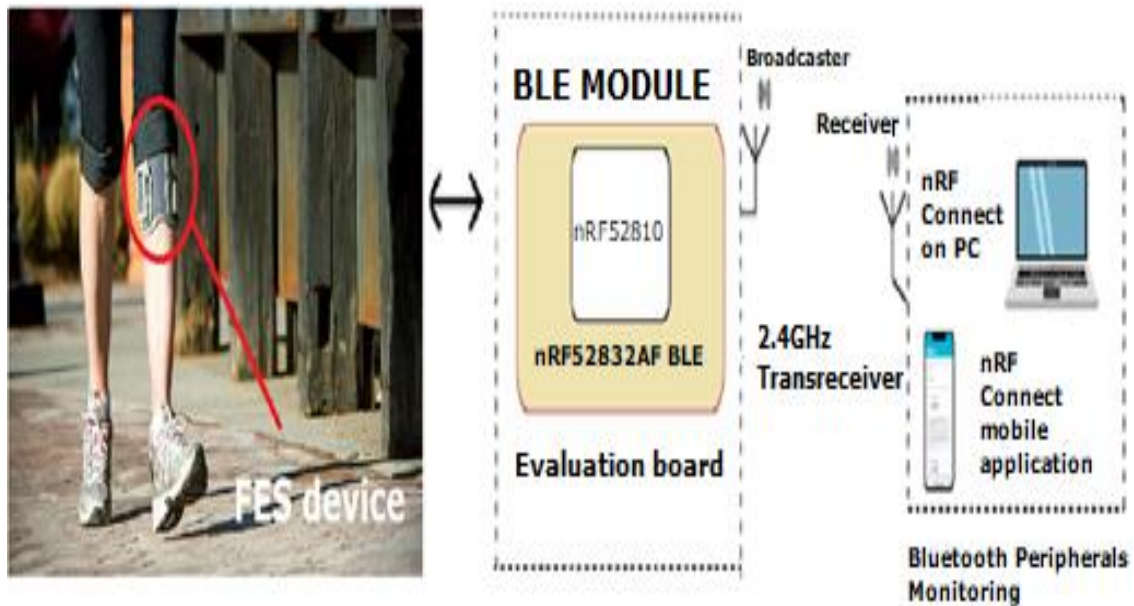 FES device
BLE MODULE
nRF52810
nRF52832AF BLE
Evaluation board
Broadcaster
Receiver
2.4GHz
Transreceiver
nRF
Connect
on PC
nRF
Connect
mobile
application
Bluetooth Peripherals
Monitoring